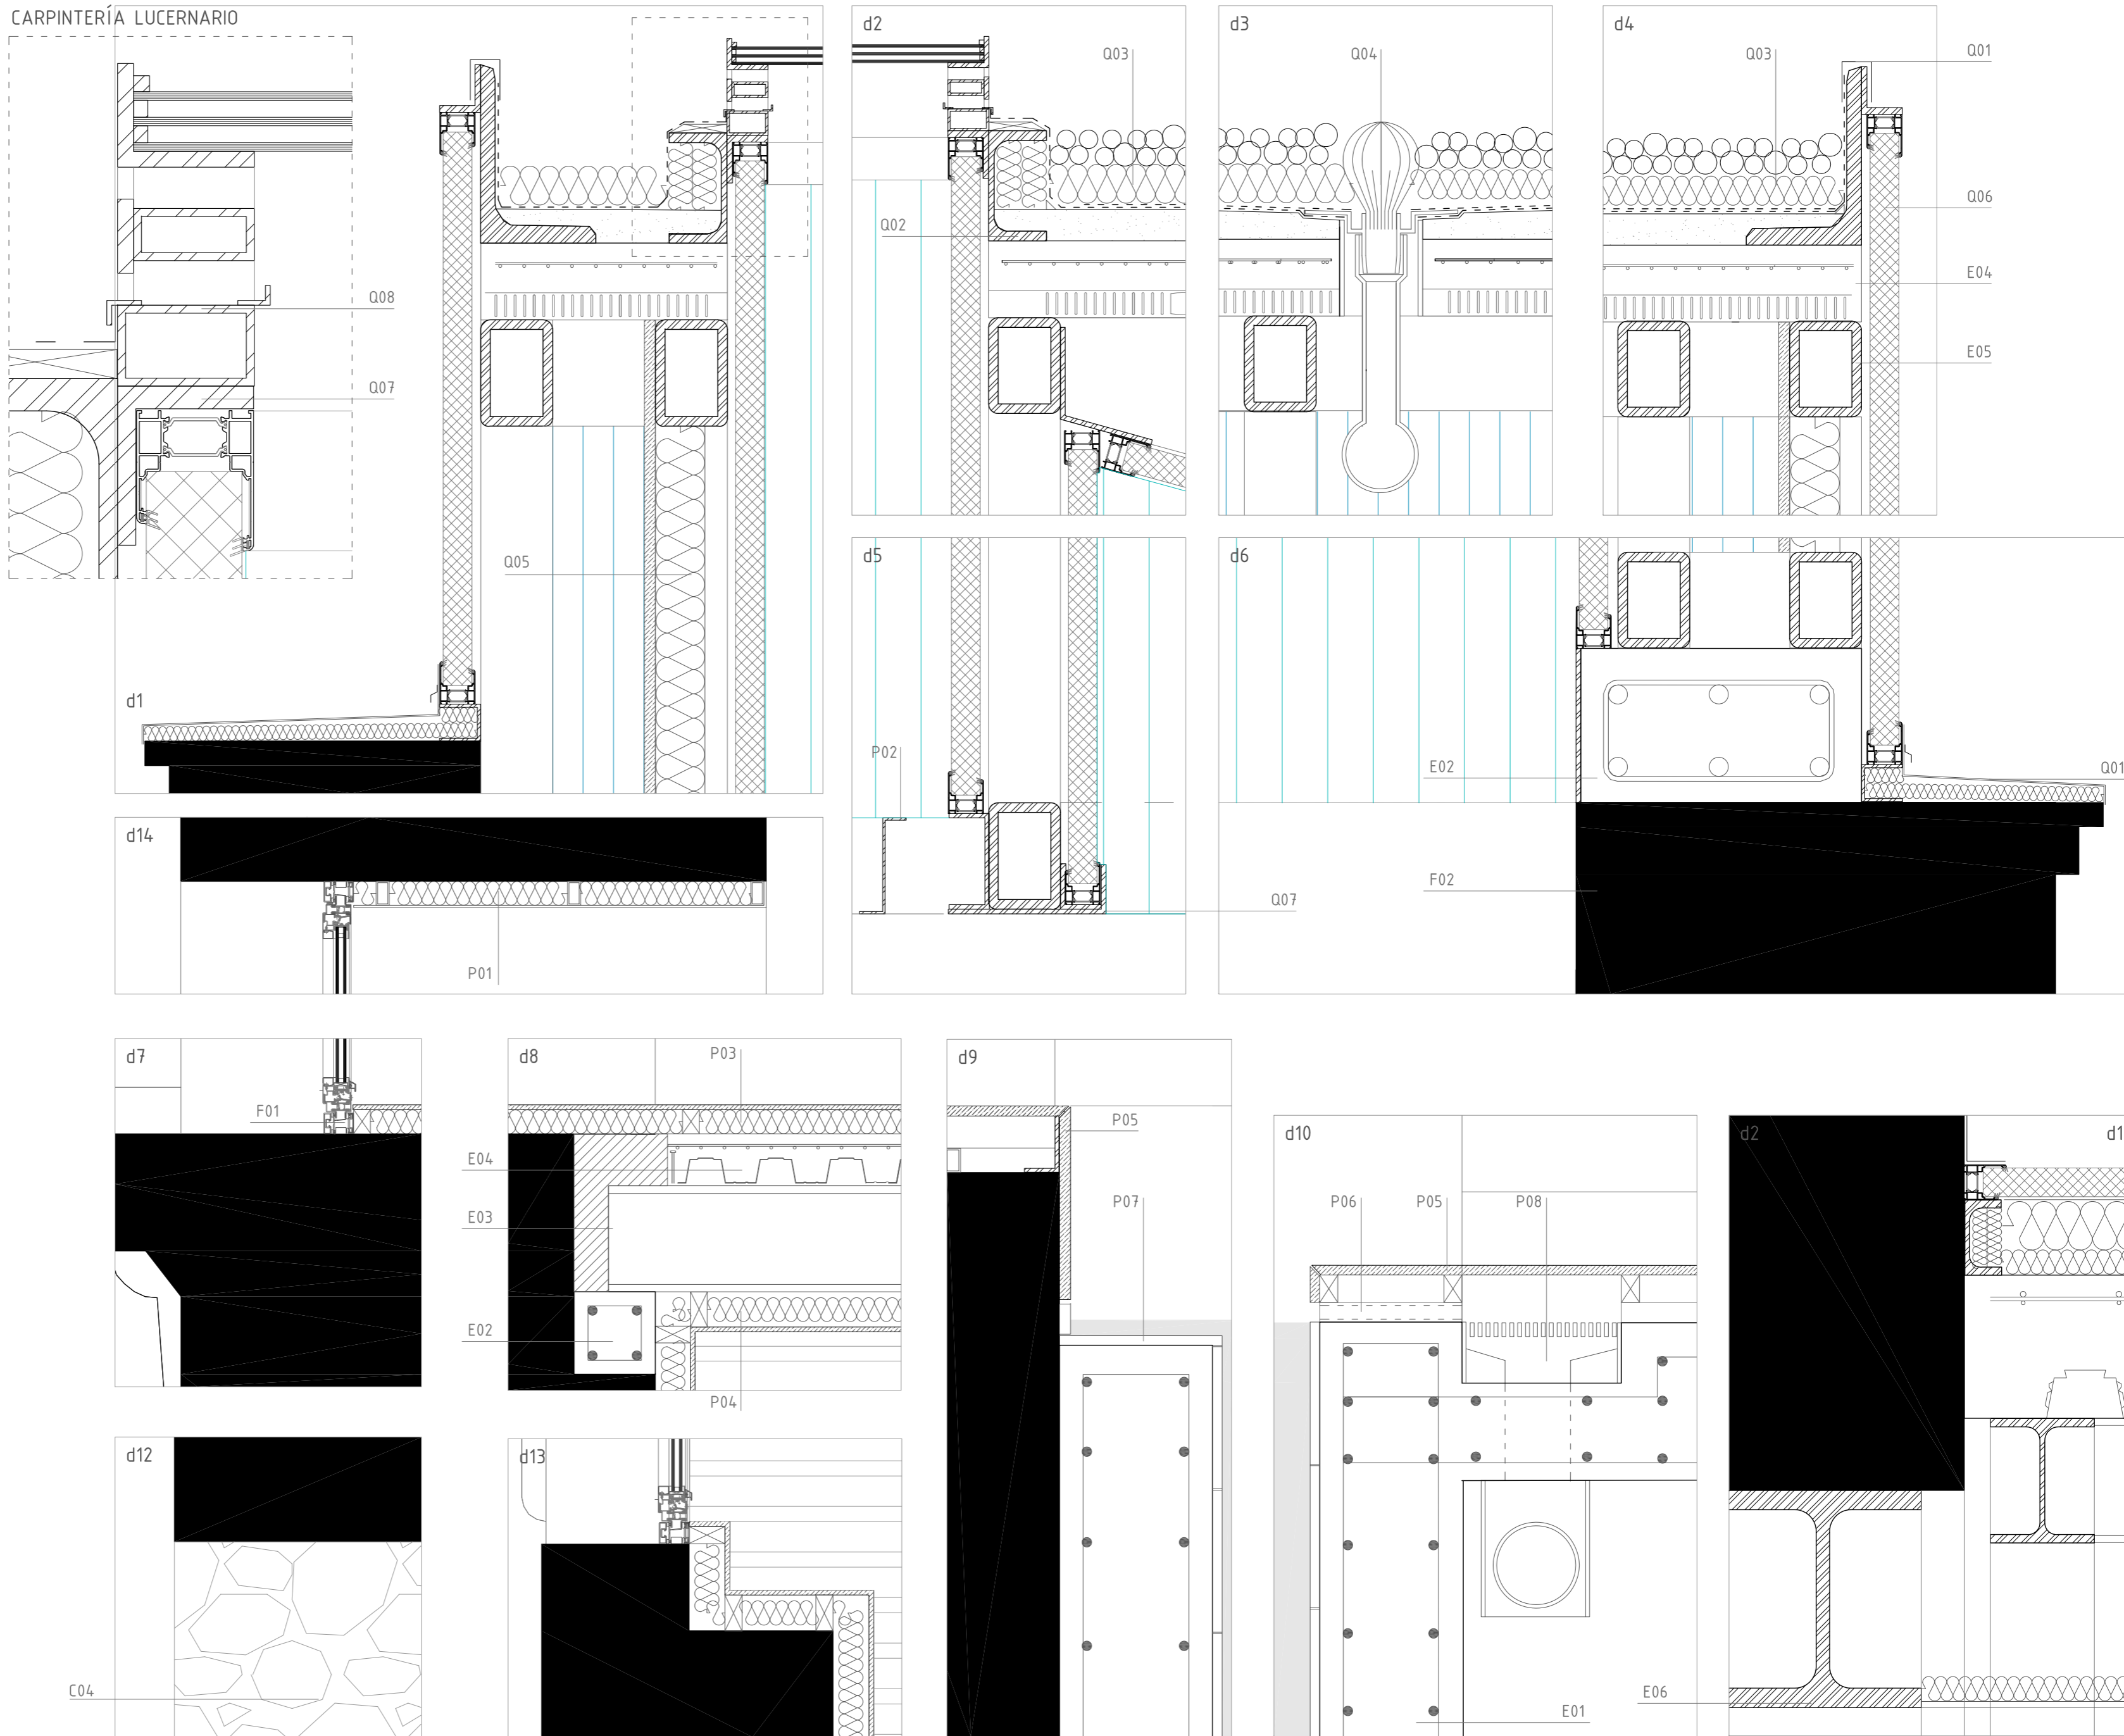 CARPINTERÍA LUCERNARIO
Q08
Q07
Q05
d1
d2
Q03
Q02
d3
Q04
d4
Q03
Q01
Q06
E04
E05
d5
P02
Q07
d6
E02
F02
Q01
d14
P01
d7
F01
d8
P03
E04
E03
E02
P04
d9
P05
P07
d10
P06
P05
P08
E01
d2
d1
E06
d12
C04
d13